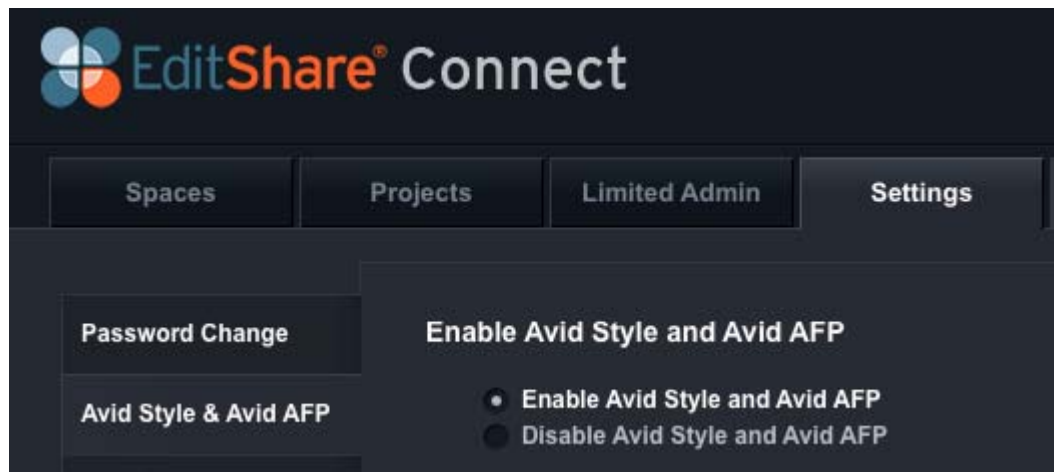 EditShare® Connect
Spaces
Projects
Limited Admin
Settings
Password Change
Avid Style & Avid AFP
Enable Avid Style and Avid AFP
Enable Avid Style and Avid AFP
Disable Avid Style and Avid AFP